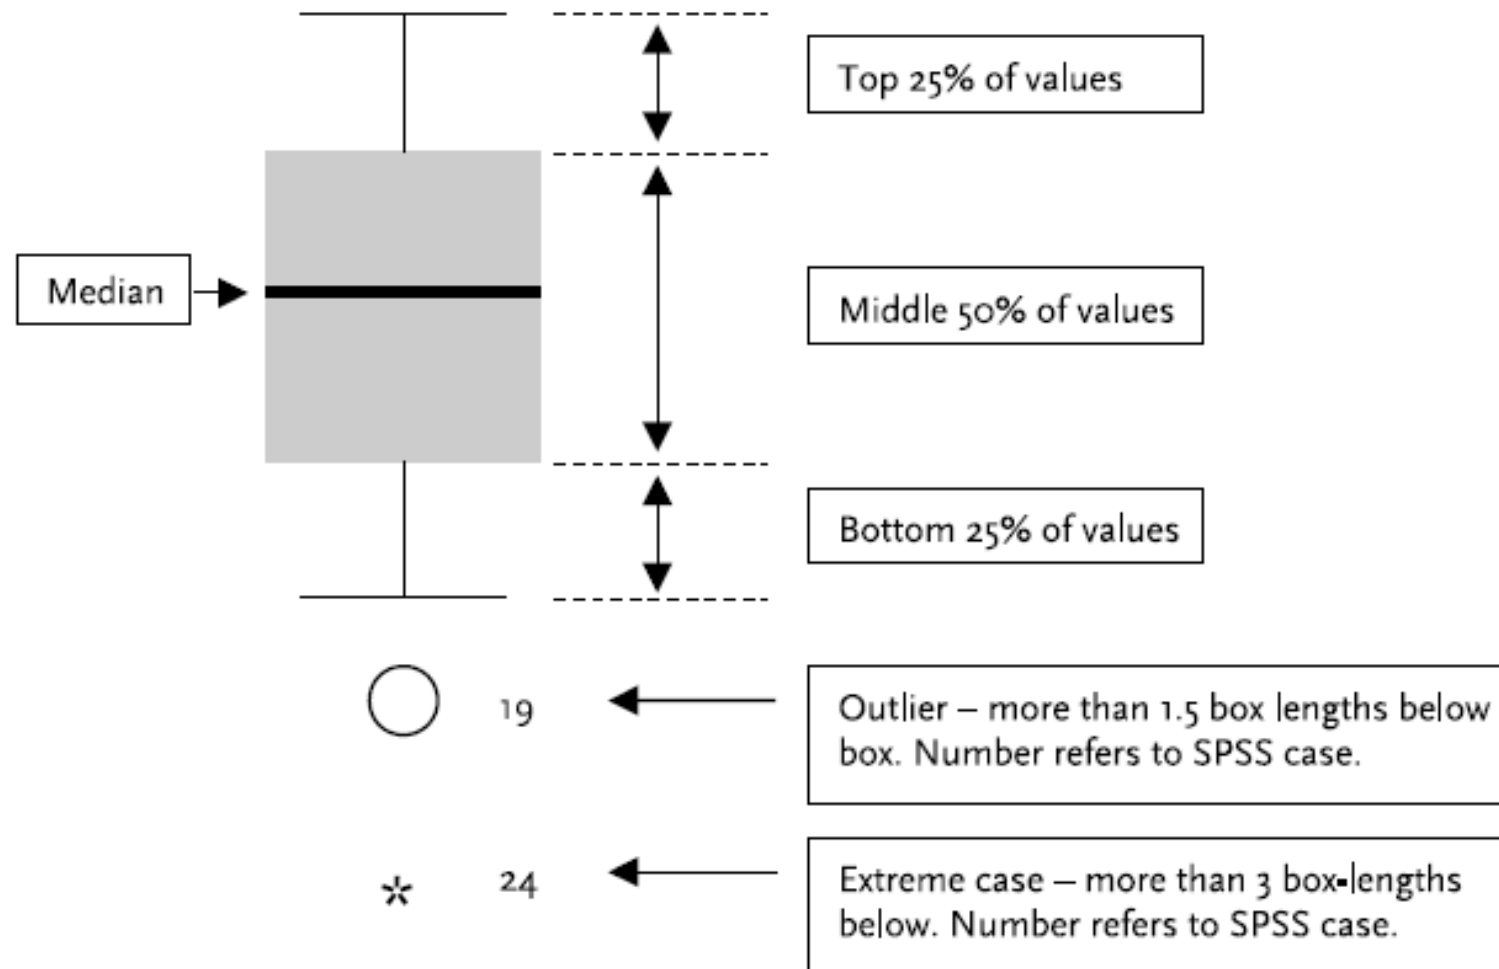 Top 25% of values
Median
Middle 50% of values
Bottom 25% of values
19
Outlier – more than 1.5 box lengths below
box. Number refers to SPSS case.
*
24
Extreme case – more than 3 box-lengths
below. Number refers to SPSS case.